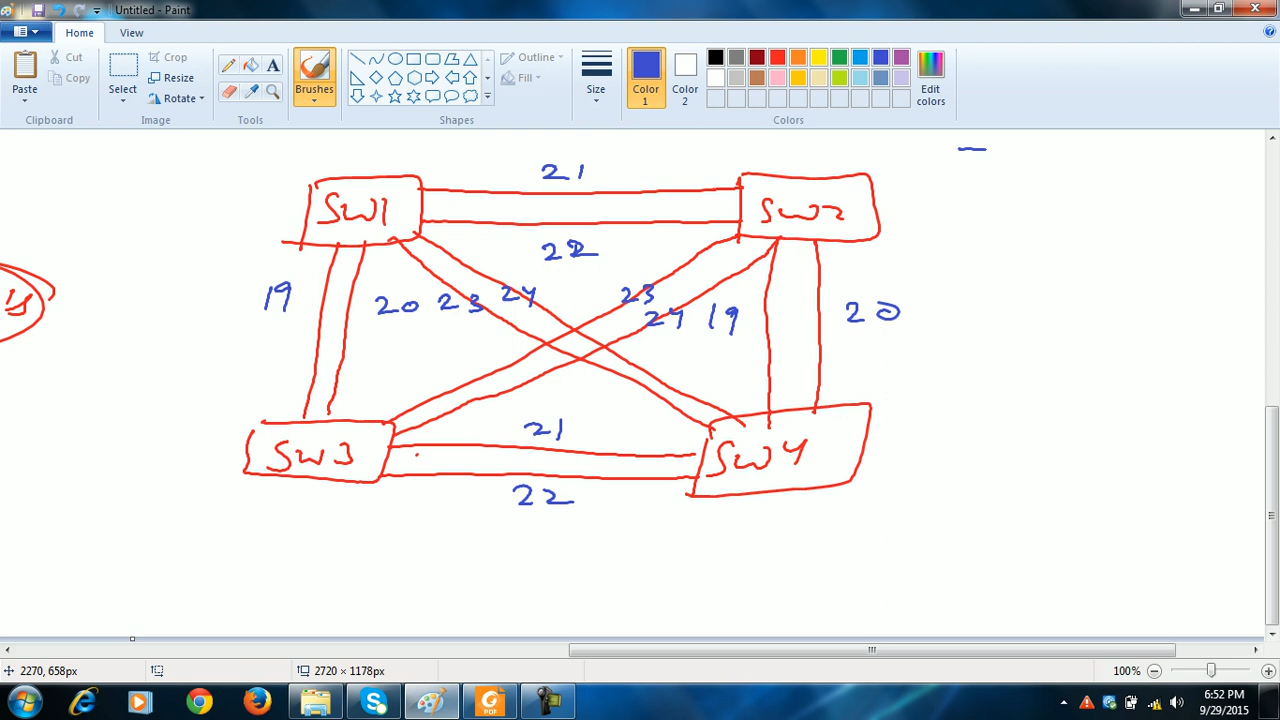 Untitled - Paint
Home
View
Paste
Cut
Copy
Clipboard
Select
Crop
Resize
Rotate
Image
A
Tools
Brushes
Shapes
Outline
Fill
Size
Color 1
Color 2
Edit colors
Colors
21
SW1
SW2
22
19
20
23
24
23
24
19
20
21
SW3
SW4
22
2270, 658px
2720 × 1178px
100%
PDF
6:52 PM
9/29/2015